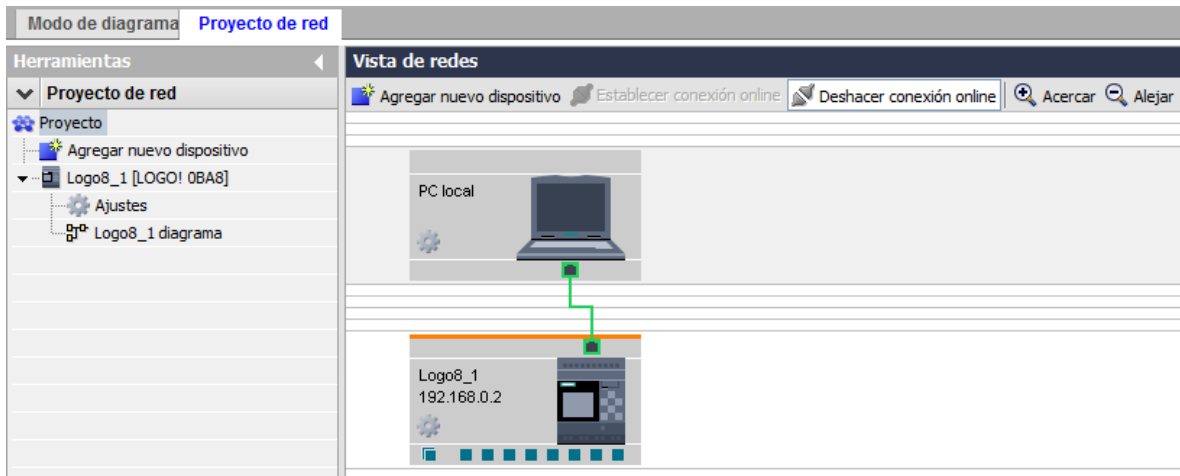 Modo de diagrama Proyecto de red
Herramientas
Proyecto de red
Proyecto
Agregar nuevo dispositivo
Logo8_1 [LOGO! 0BA8]
Ajustes
Logo8_1 diagrama
Vista de redes
Agregar nuevo dispositivo Establecer conexión online Deshacer conexión online Acercar Alejar
PC local
Logo8_1
192.168.0.2